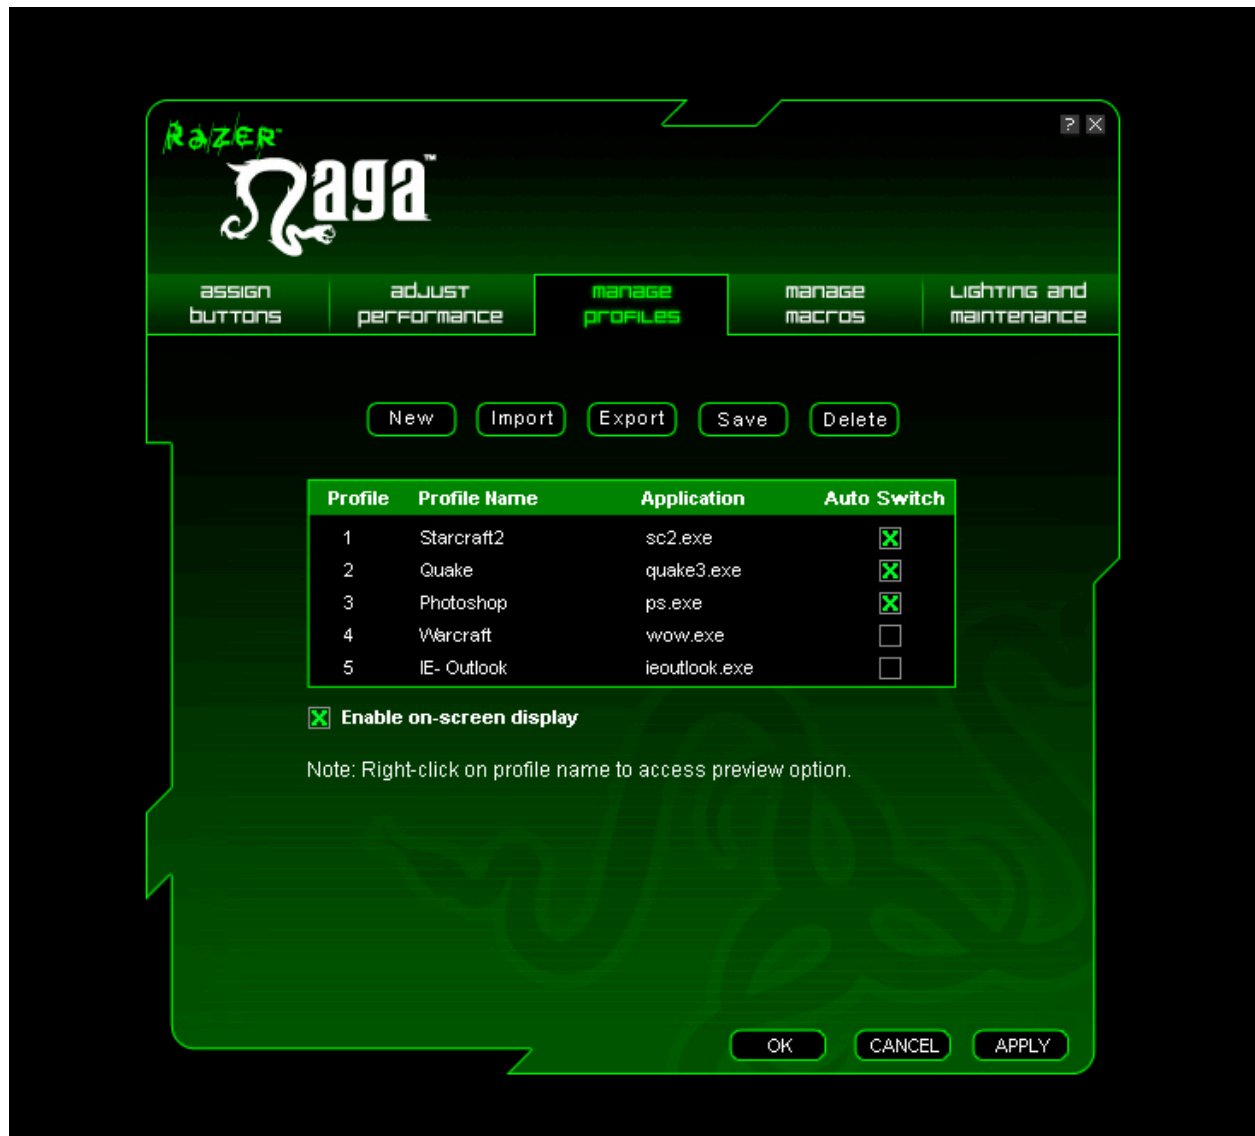 RAZER™
Naga™
? X
assign buttons
adjust performance
manage profiles
manage macros
Lighting and maintenance
New Import Export Save Delete
Profile Profile Name Application Auto Switch
1 Starcraft2 sc2.exe
2 Quake quake3.exe
3 Photoshop ps.exe
4 Warcraft wow.exe
5 IE- Outlook ieoutlook.exe
Enable on-screen display
Note: Right-click on profile name to access preview option.
OK CANCEL APPLY